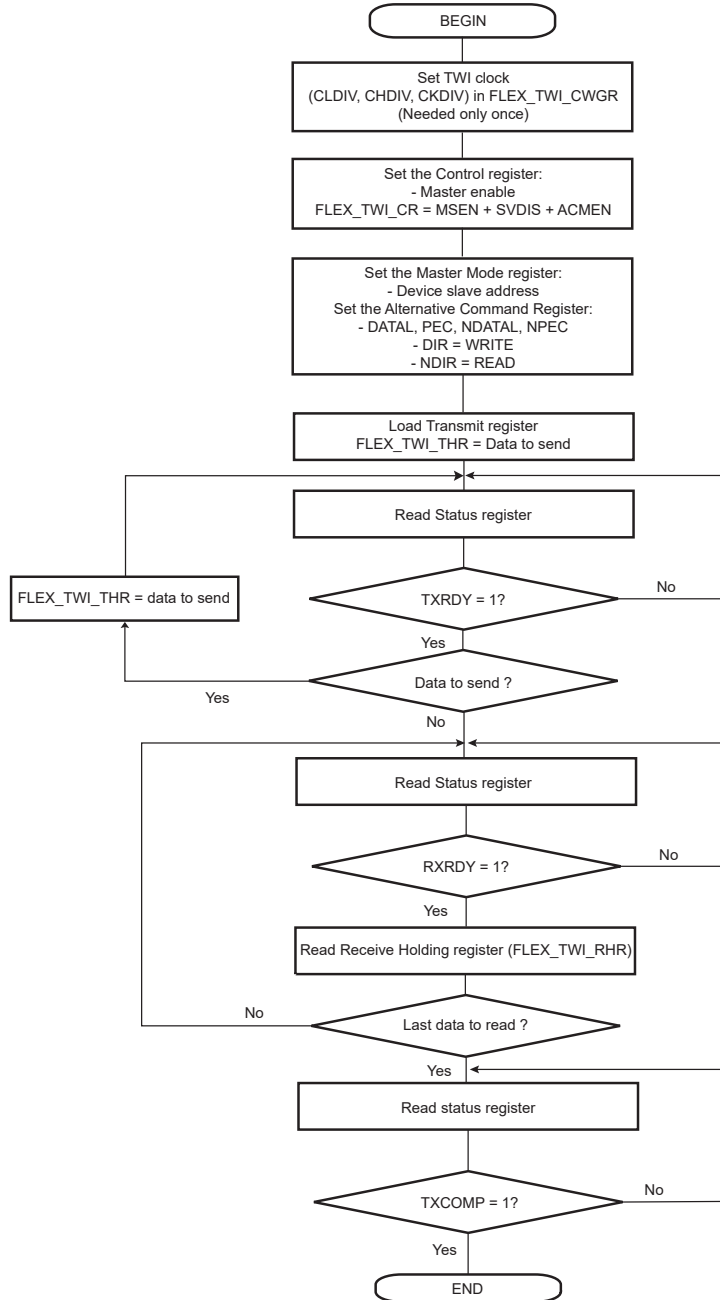 BEGIN
Set TWI clock
(CLDIV, CHDIV, CKDIV) in FLEX_TWI_CWGR
(Needed only once)
Set the Control register:
- Master enable
FLEX_TWI_CR = MSEN + SVDIS + ACMEN
Set the Master Mode register:
- Device slave address
Set the Alternative Command Register:
- DATAL, PEC, NDATAL, NPEC
- DIR = WRITE
- NDIR = READ
Load Transmit register
FLEX_TWI_THR = Data to send
Read Status register
FLEX_TWI_THR = data to send
TXRDY = 1?
No
Yes
Data to send ?
Yes
No
Read Status register
RXRDY = 1?
No
Yes
Read Receive Holding register (FLEX_TWI_RHR)
Last data to read ?
No
Yes
Read status register
TXCOMP = 1?
No
Yes
END